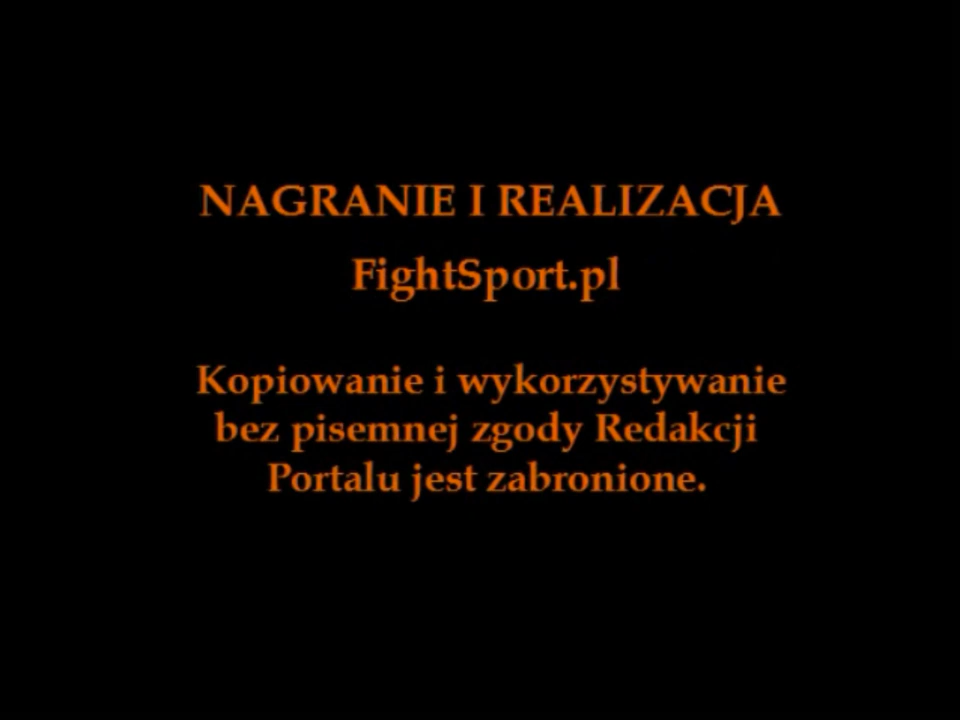 NAGRANIE I REALIZACJA
FightSport.pl
Kopiowanie i wykorzystywanie
bez pisemnej zgody Redakcji
Portalu jest zabronione.